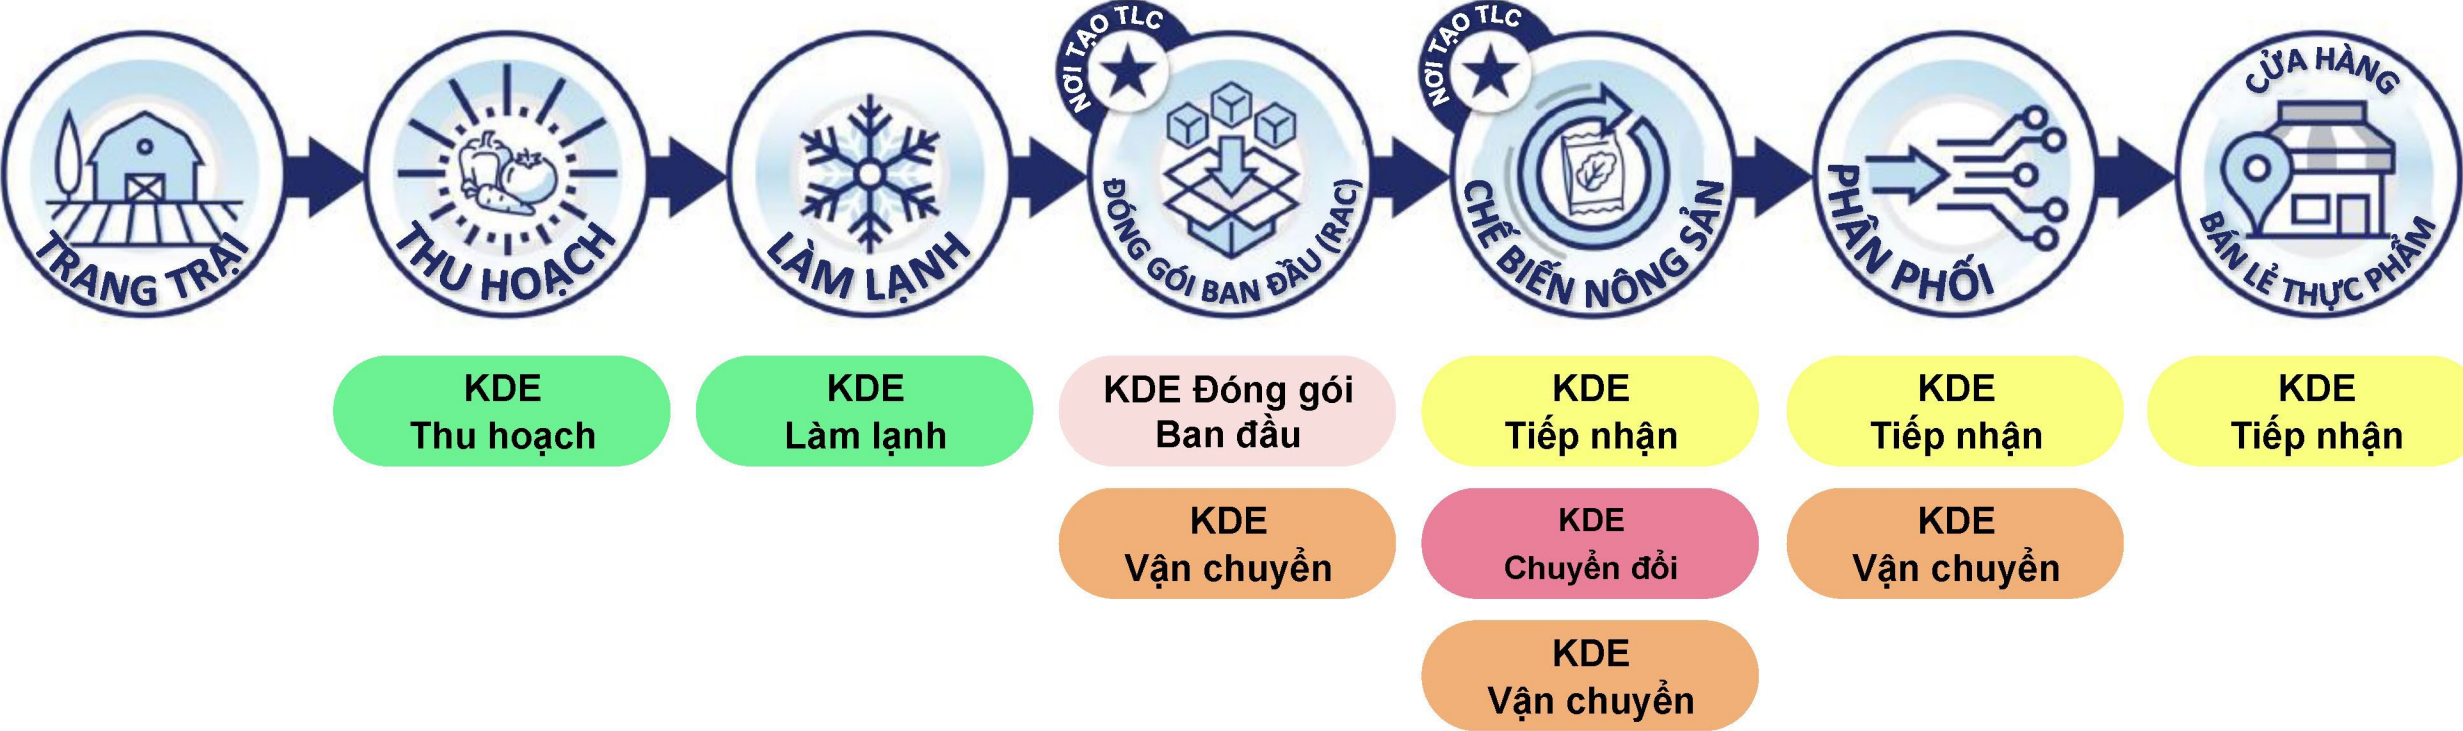 TRANG TRẠI
THU HOẠCH
LÀM LẠNH
NƠI TẠO TLC
ĐÓNG GÓI BAN ĐẦU (RAC)
NƠI TẠO TLC
CHẾ BIẾN NÔNG SẢN
PHÂN PHỐI
CỬA HÀNG
BÁN LẺ THỰC PHẨM
KDE
Thu hoạch
KDE
Làm lạnh
KDE Đóng gói
Ban đầu
KDE
Tiếp nhận
KDE
Tiếp nhận
KDE
Tiếp nhận
KDE
Vận chuyển
KDE
Chuyển đổi
KDE
Vận chuyển
KDE
Vận chuyển